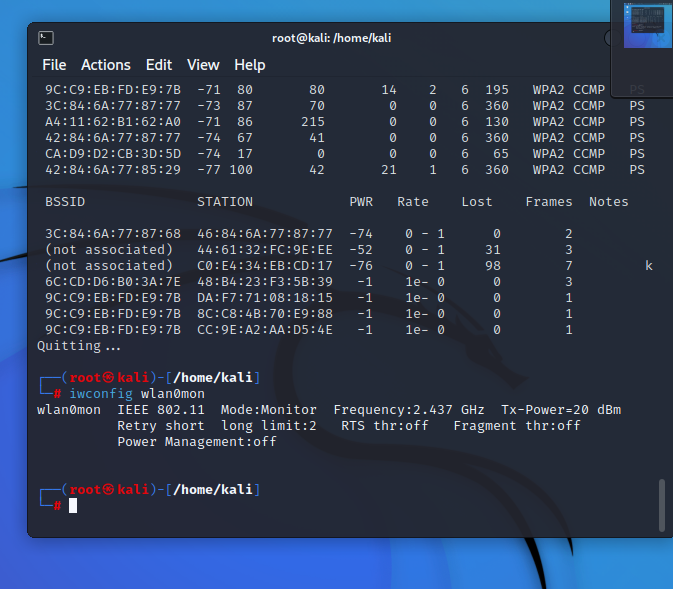 root@kali: /home/kali
File Actions Edit View Help
9C:C9:EB:FD:E9:7B -71 80 80 14 2 6 195 WPA2 CCMP PS
3C:84:6A:77:87:77 -73 87 70 0 0 6 360 WPA2 CCMP PS
A4:11:62:B1:62:A0 -71 86 215 0 0 6 130 WPA2 CCMP PS
42:84:6A:77:87:77 -74 67 41 0 0 6 360 WPA2 CCMP PS
CA:D9:D2:CB:3D:5D -74 17 0 0 0 6 65 WPA2 CCMP PS
42:84:6A:77:85:29 -77 100 42 21 1 6 360 WPA2 CCMP PS
BSSID STATION PWR Rate Lost Frames Notes
3C:84:6A:77:87:68 46:84:6A:77:87:77 -74 0 - 1 0 2
(not associated) 44:61:32:FC:9E:EE -52 0 - 1 31 3
(not associated) C0:E4:34:EB:CD:17 -76 0 - 1 98 7 k
6C:CD:D6:B0:3A:7E 48:B4:23:F3:5B:39 -1 1e- 0 0 3
9C:C9:EB:FD:E9:7B DA:F7:71:08:18:15 -1 1e- 0 0 1
9C:C9:EB:FD:E9:7B 8C:C8:4B:70:E9:88 -1 1e- 0 0 1
9C:C9:EB:FD:E9:7B CC:9E:A2:AA:D5:4E -1 1e- 0 0 1
Quitting...
┌──(root㉿kali)-[/home/kali]
└─# iwconfig wlan0mon
wlan0mon IEEE 802.11 Mode:Monitor Frequency:2.437 GHz Tx-Power=20 dBm
Retry short long limit:2 RTS thr:off Fragment thr:off
Power Management:off
┌──(root㉿kali)-[/home/kali]
└─#